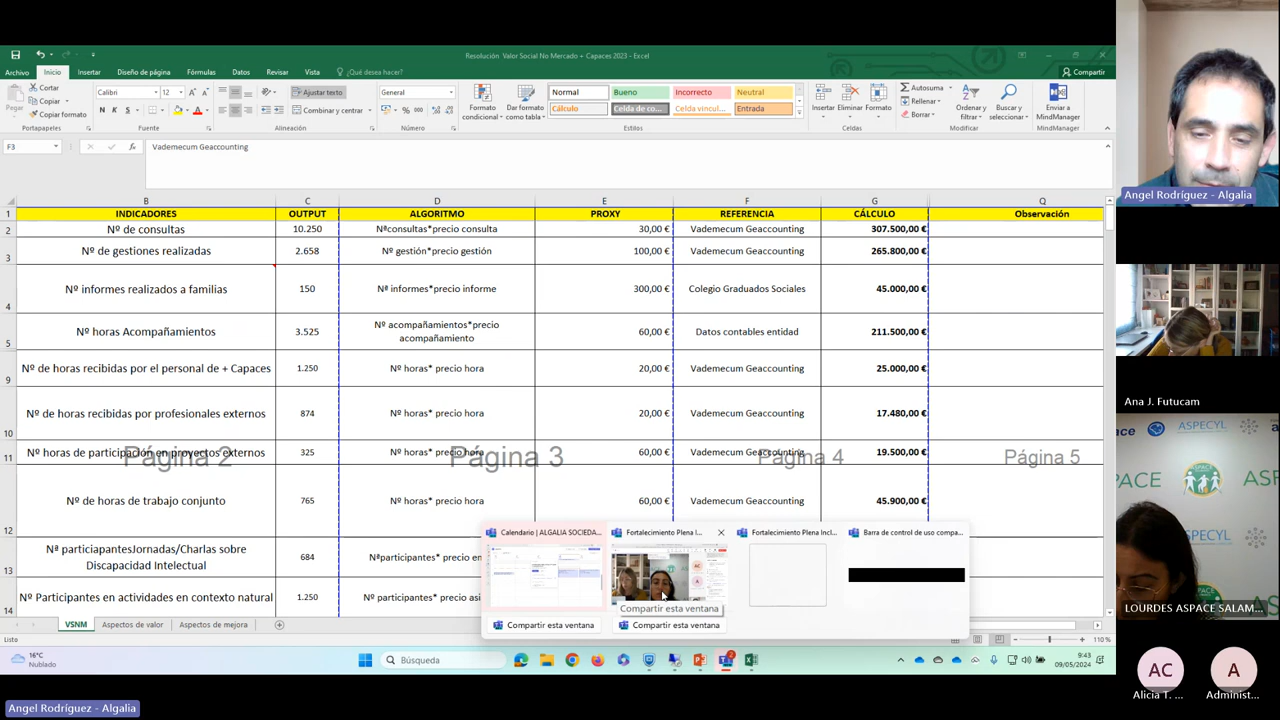 Resolución Valor Social No Mercado + Capaces 2023 - Excel
Archivo Inicio Insertar Diseño de página Fórmulas Datos Revisar Vista ¿Qué desea hacer? Compartir
Cortar
Copiar
Copiar formato
Pegar
Portapapeles
Calibri 12
N K S
Fuente
Ajustar texto
Combinar y centrar
Alineación
General
Número
Formato condicional
Dar formato como tabla
Normal Bueno Incorrecto Neutral
Cálculo Celda de co... Celda vincul... Entrada
Estilos
Insertar Eliminar Formato
Celdas
Autosuma
Rellenar
Borrar
Ordenar y filtrar
Buscar y seleccionar
Modificar
Enviar a MindManager
MindManager
F3 Vademecum Geaccounting
B C D E F G Q
1 INDICADORES OUTPUT ALGORITMO PROXY REFERENCIA CÁLCULO Observación
2 Nº de consultas 10.250 Nªconsultas*precio consulta 30,00 € Vademecum Geaccounting 307.500,00 €
3 Nº de gestiones realizadas 2.658 Nº gestión*precio gestión 100,00 € Vademecum Geaccounting 265.800,00 €
4 Nº informes realizados a familias 150 Nª informes*precio informe 300,00 € Colegio Graduados Sociales 45.000,00 €
5 Nº horas Acompañamientos 3.525 Nº acompañamientos*precio acompañamiento 60,00 € Datos contables entidad 211.500,00 €
9 Nº de horas recibidas por el personal de + Capaces 1.250 Nº horas* precio hora 20,00 € Vademecum Geaccounting 25.000,00 €
10 Nº de horas recibidas por profesionales externos 874 Nº horas* precio hora 20,00 € Vademecum Geaccounting 17.480,00 €
11 Nº horas de participación en proyectos externos 325 Nº horas* precio hora 60,00 € Vademecum Geaccounting 19.500,00 €
Página 2 Página 3 Página 4 Página 5
12 Nº de horas de trabajo conjunto 765 Nº horas* precio hora 60,00 € Vademecum Geaccounting 45.900,00 €
13 Nª particiapantesJornadas/Charlas sobre Discapacidad Intelectual 684 Nªparticipantes* precio en
14 Nº Participantes en actividades en contexto natural 1.250 Nº participantes* precio asi
Calendario | ALGALIA SOCIEDA...
Fortalecimiento Plena I...
Fortalecimiento Plena Incl...
Barra de control de uso compa...
Compartir esta ventana
Compartir esta ventana
Compartir esta ventana
VSNM Aspectos de valor Aspectos de mejora
Listo
110 %
16°C
Nublado
Búsqueda
9:43
09/05/2024
Angel Rodríguez - Algalia
Angel Rodríguez - Algalia
Ana J. Futucam
ASPECYL
ASPACE
ASPECYL
LOURDES ASPACE SALAM...
AC
Alicia T. ...
A
Administ...